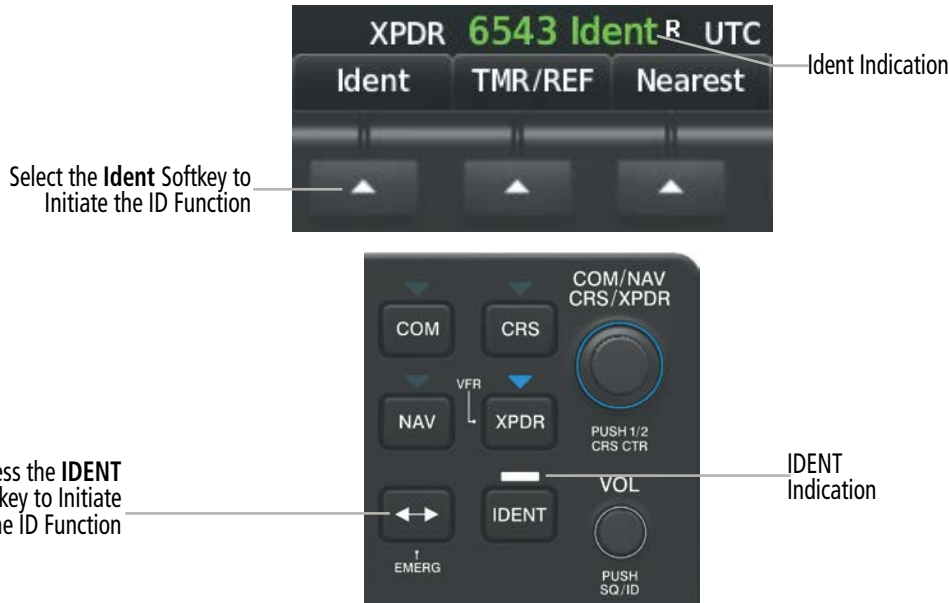 XPDR 6543 Ident R UTC
Ident TMR/REF Nearest
Ident Indication
Select the Ident Softkey to
Initiate the ID Function
COM/NAV
CRS/XPDR
COM CRS
VFR
NAV XPDR
PUSH 1/2
CRS CTR
ess the IDENT
key to Initiate
he ID Function
IDENT
VOL
IDENT
Indication
EMERG
PUSH
SQ/ID